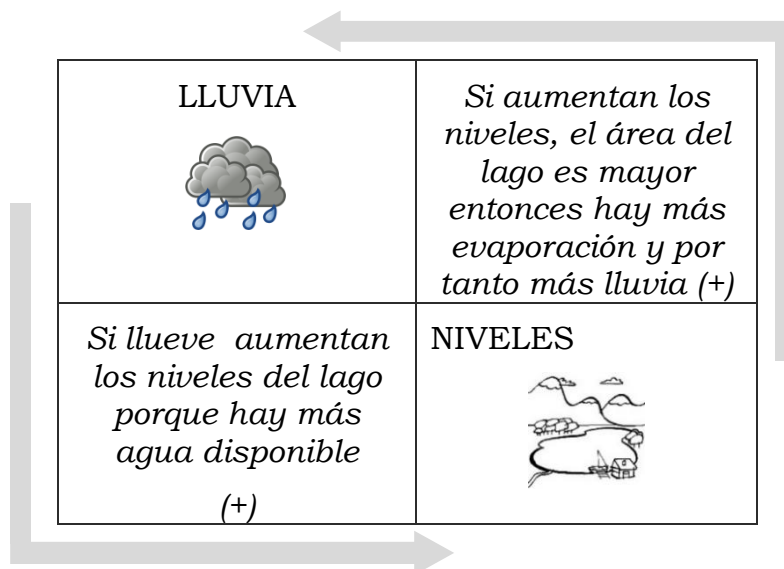 LLUVIA
Si aumentan los
niveles, el área del
lago es mayor
entonces hay más
evaporación y por
tanto más lluvia (+)
Si llueve  aumentan
los niveles del lago
porque hay más
agua disponible
(+)
NIVELES